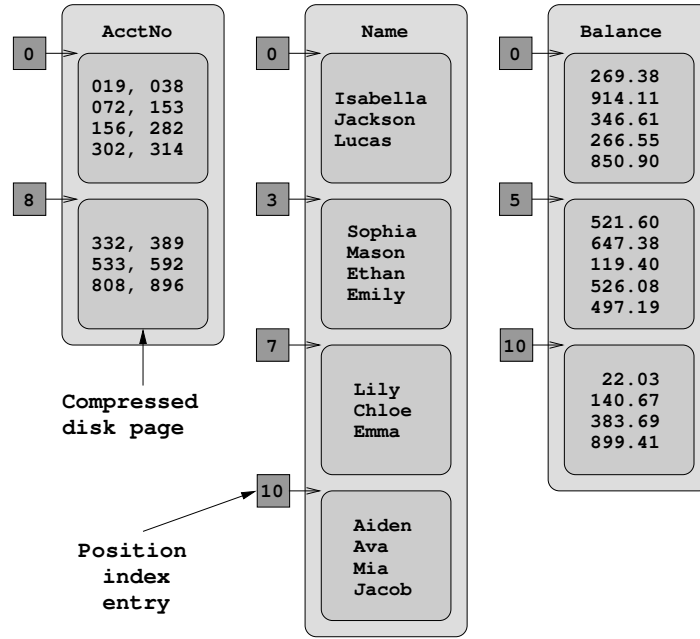 AcctNo
0
019, 038
072, 153
156, 282
302, 314
8
332, 389
533, 592
808, 896
Compressed
disk page
Name
0
Isabella
Jackson
Lucas
3
Sophia
Mason
Ethan
Emily
7
Lily
Chloe
Emma
10
Aiden
Ava
Mia
Jacob
Position
index
entry
Balance
0
269.38
914.11
346.61
266.55
850.90
5
521.60
647.38
119.40
526.08
497.19
10
22.03
140.67
383.69
899.41